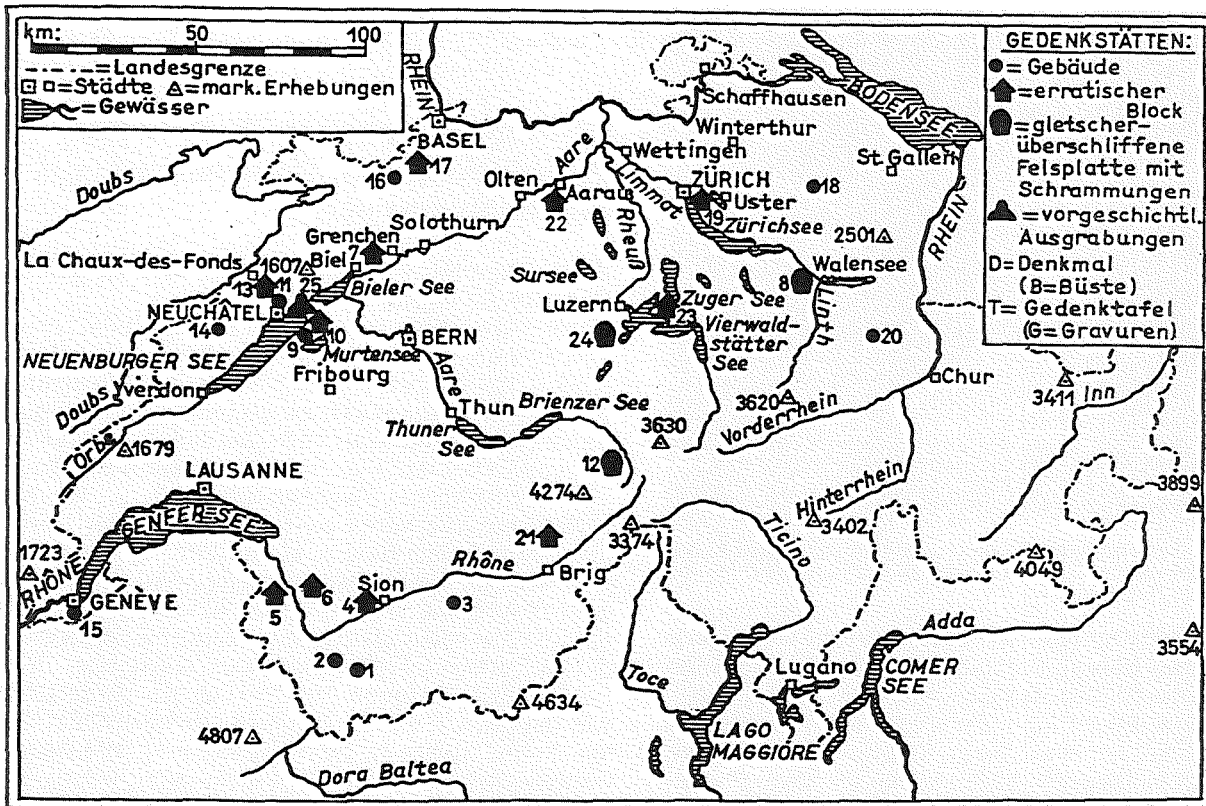 km:
50
100
-·-·-=Landesgrenze
=Städte △=mark.Erhebungen
=Gewässer
GEDENKSTÄTTEN:
= Gebäude
=erratischer
Block
=gletscher-
überschliffene
Felsplatte mit
Schrammungen
=vorgeschichtl.
Ausgrabungen
D=Denkmal
(B=Büste)
T=Gedenktafel
(G=Gravuren)
RHEIN
BASEL
17
16
Doubs
Schaffhausen
BODENSEE
Winterthur
Wettingen
St.Gallen
Aare
Limmat
ZÜRICH
18
Olten
Aarau
Uster
19
22
Zürichsee
RHEIN
Solothurn
Rheuß
2501
Grenchen
7
La Chaux-des-Fonds
1607
Biel
Sursee
Walensee
13
11
25
Bieler See
8
Luzern
Zuger See
NEUCHÂTEL
23
Linth
14
10
BERN
24
Vierwald-
stätter
See
20
9
Murtensee
NEUENBURGER SEE
Fribourg
Aare
Chur
Yverdon
Doubs
3411
Inn
Thun
Brienzer See
3620
Vorderrhein
Thuner
See
3630
Orbe
1679
12
LAUSANNE
4274
Hinterrhein
3899
GENFER SEE
3402
21
3374
Ticino
1723
Rhône
4049
RHÔNE
Brig
Sion
GENÈVE
5
6
4
3
15
Adda
3554
2
1
Toce
Lugano
COMER
SEE
4634
4807
LAGO
MAGGIORE
Dora Baltea